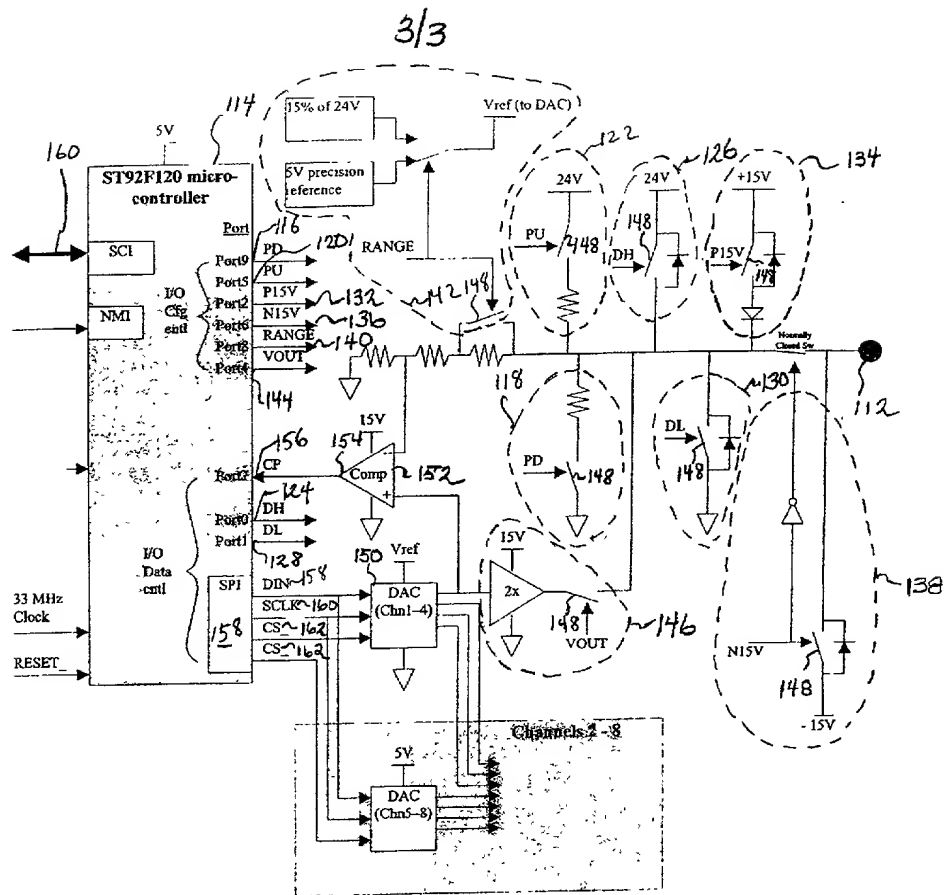 3/3
15% of 24V
Vref (to DAC)
5V precision
reference
RANGE
114
5V
160
ST92F120 micro-
controller
Port
116
SCI
NMI
I/O
Cfg
cntl
Port9
PD
120
Port5
PU
Port2
P15V
132
Port6
N15V
136
Port8
RANGE
140
Port4
VOUT
144
142
148
122
24V
PU
148
126
24V
148
DH
134
+15V
P15V
148
Normally
Closed Sw
112
118
PD
148
130
DL
148
138
N15V
148
-15V
15V
154
Comp
152
-
+
156
CP
Port7
124
Port0
DH
Port1
DL
128
I/O
Data
cntl
SPI
158
DIN
158
SCLK
160
CS_
162
CS_
162
33 MHz
Clock
RESET_
150
Vref
DAC
(Chn1-4)
15V
2x
148
VOUT
146
Channels 2 - 8
5V
DAC
(Chn5-8)